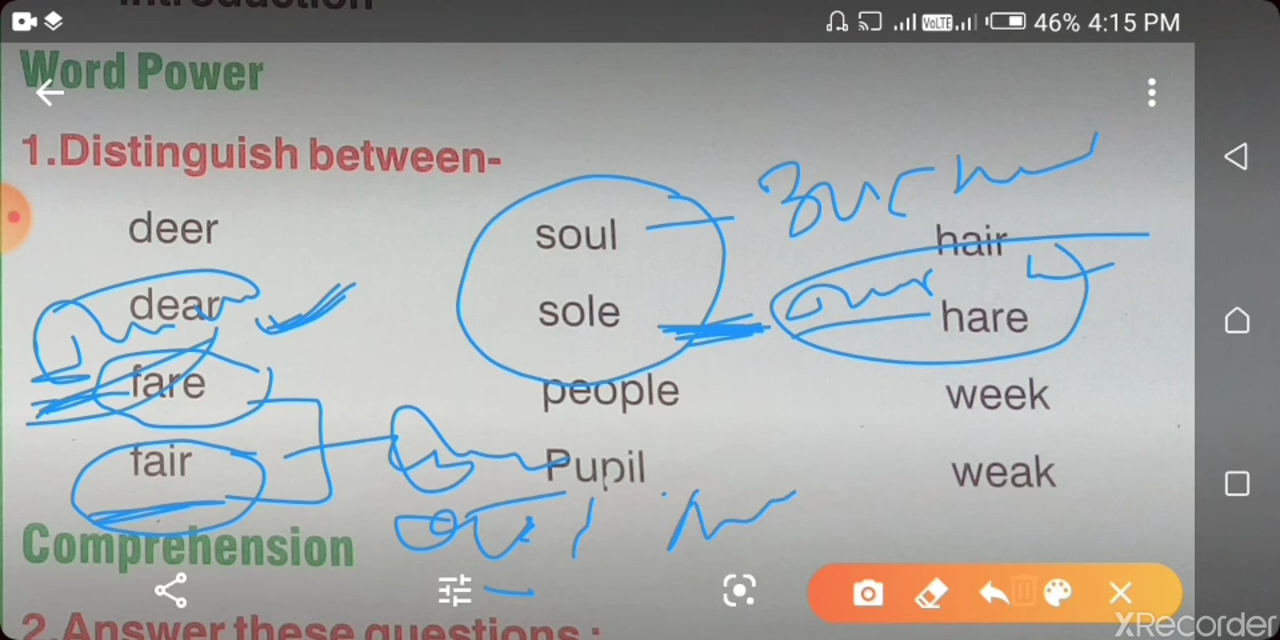 Introduction
VoLTE 46% 4:15 PM
Word Power
1.Distinguish between-
deer soul hair
dear sole hare
fare people week
fair Pupil weak
Comprehension
2.Answer these questions :
XRecorder